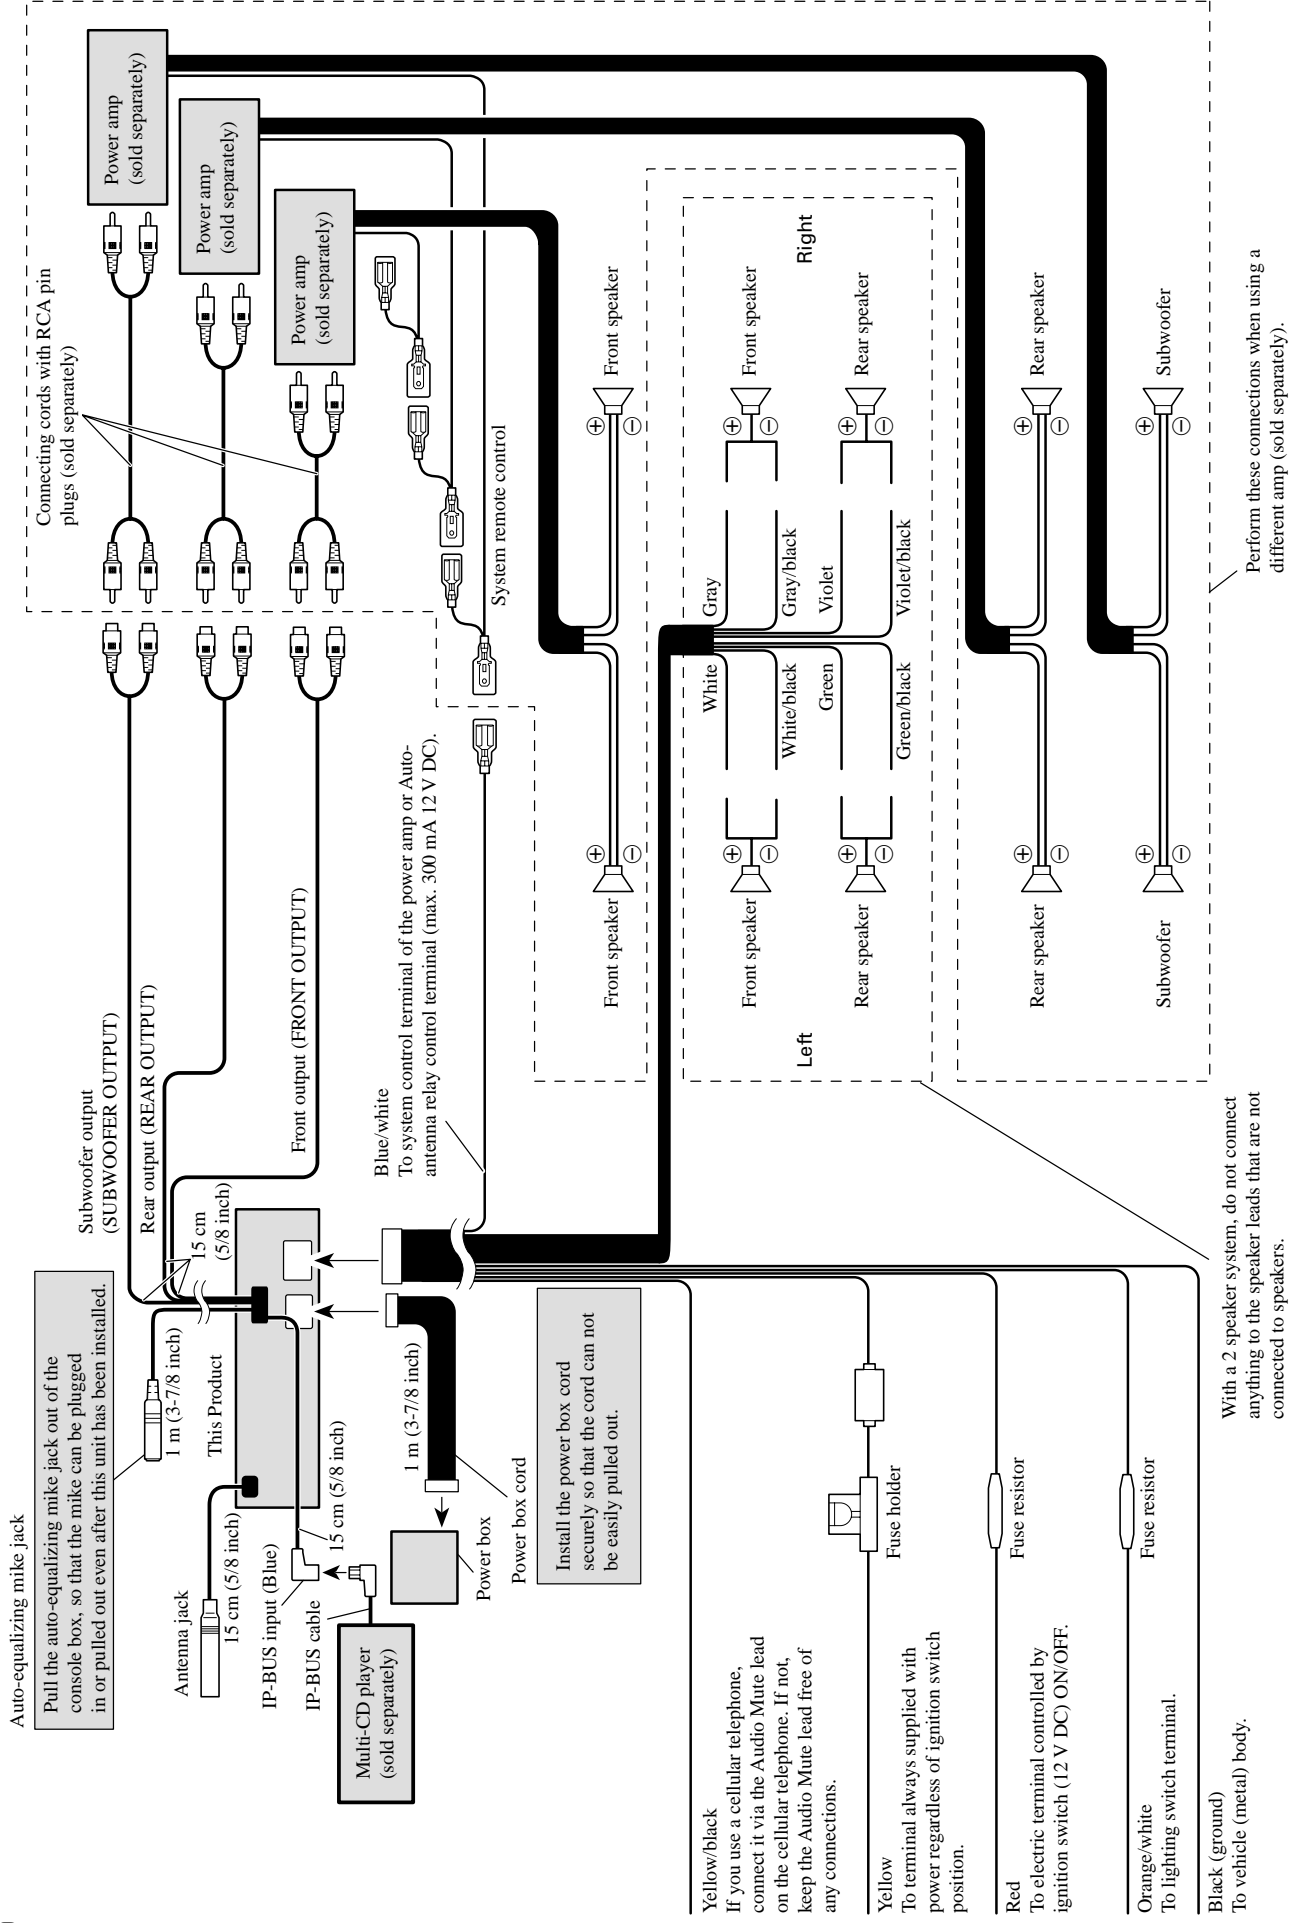 Auto-equalizing mike jack
Pull the auto-equalizing mike jack out of the
console box, so that the mike can be plugged
in or pulled out even after this unit has been installed.
1 m (3-7/8 inch)
Antenna jack
15 cm (5/8 inch)
This Product
IP-BUS input (Blue)
15 cm (5/8 inch)
IP-BUS cable
Multi-CD player
(sold separately)
1 m (3-7/8 inch)
Power box
Power box cord
Install the power box cord
securely so that the cord can not
be easily pulled out.
Subwoofer output
(SUBWOOFER OUTPUT)
Rear output (REAR OUTPUT)
15 cm
(5/8 inch)
Front output (FRONT OUTPUT)
Connecting cords with RCA pin
plugs (sold separately)
Power amp
(sold separately)
Power amp
(sold separately)
Power amp
(sold separately)
Blue/white
To system control terminal of the power amp or Auto-
antenna relay control terminal (max. 300 mA 12 V DC).
System remote control
Front speaker
⊕
⊖
⊕
⊖
Front speaker
Left
Right
White
Gray
Front speaker
⊕
⊖
⊕
⊖
Front speaker
White/black
Gray/black
Green
Violet
Rear speaker
⊕
⊖
⊕
⊖
Rear speaker
Green/black
Violet/black
Rear speaker
⊕
⊖
⊕
⊖
Rear speaker
Subwoofer
⊕
⊖
⊕
⊖
Subwoofer
Perform these connections when using a
different amp (sold separately).
With a 2 speaker system, do not connect
anything to the speaker leads that are not
connected to speakers.
Yellow/black
If you use a cellular telephone,
connect it via the Audio Mute lead
on the cellular telephone. If not,
keep the Audio Mute lead free of
any connections.
Yellow
To terminal always supplied with
power regardless of ignition switch
position.
Fuse holder
Red
To electric terminal controlled by
ignition switch (12 V DC) ON/OFF.
Fuse resistor
Orange/white
To lighting switch terminal.
Fuse resistor
Black (ground)
To vehicle (metal) body.